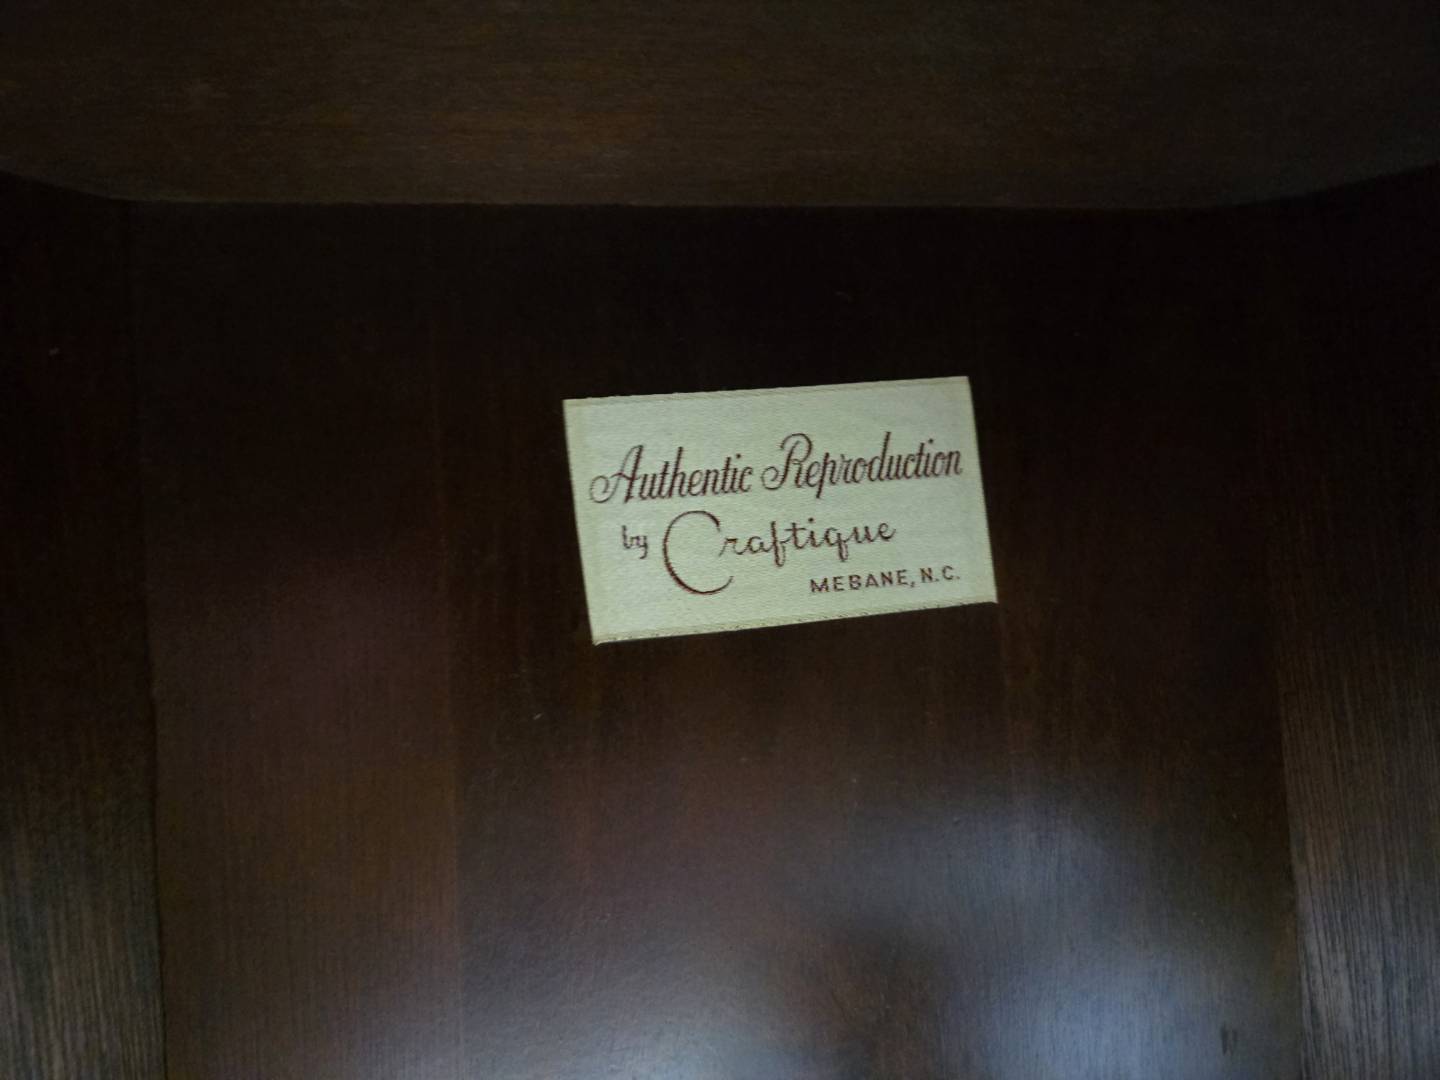 Authentic Reproduction
by Craftique
MEBANE, N.C.